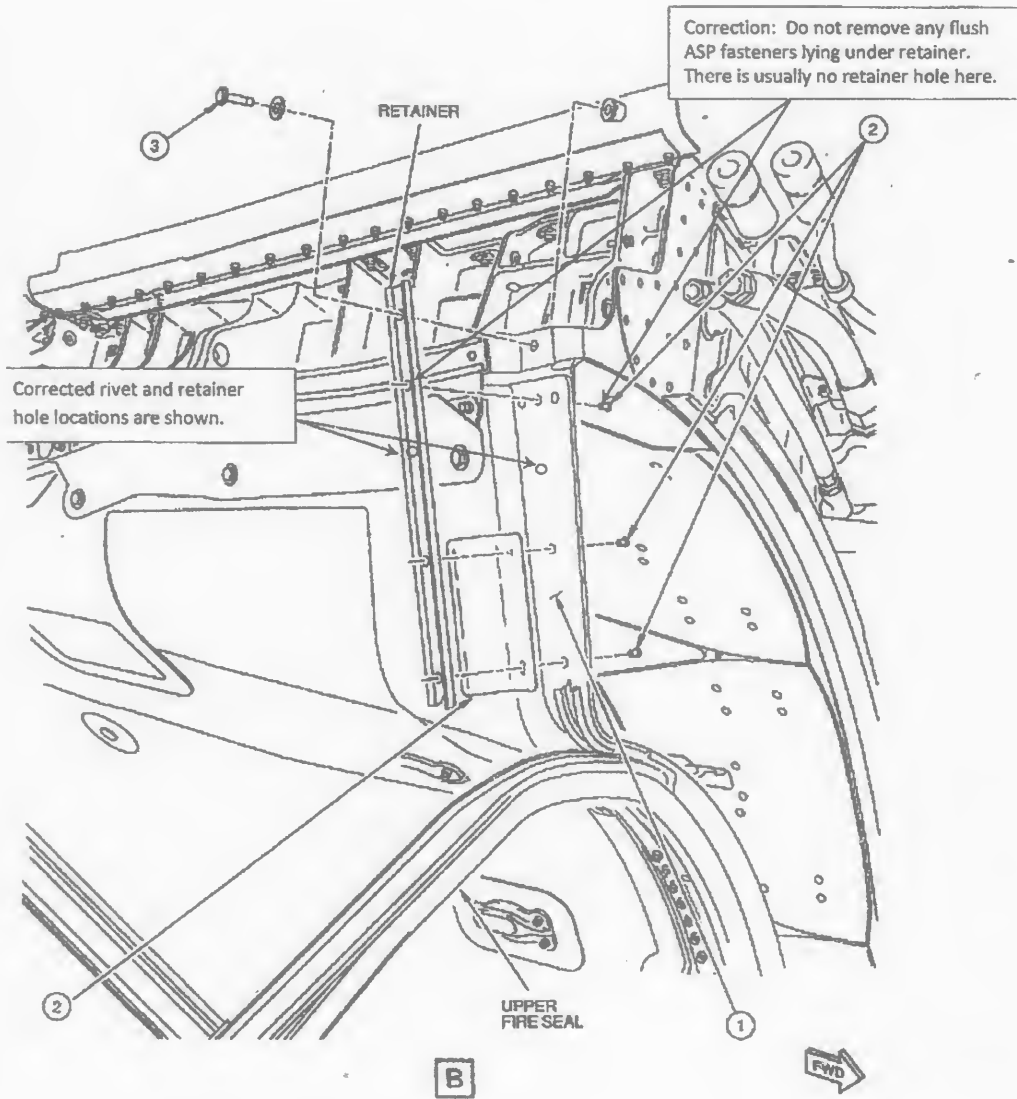 Correction: Do not remove any flush
ASP fasteners lying under retainer.
There is usually no retainer hole here.
RETAINER
3
2
Corrected rivet and retainer
hole locations are shown.
2
UPPER
FIRE SEAL
1
B
FWD